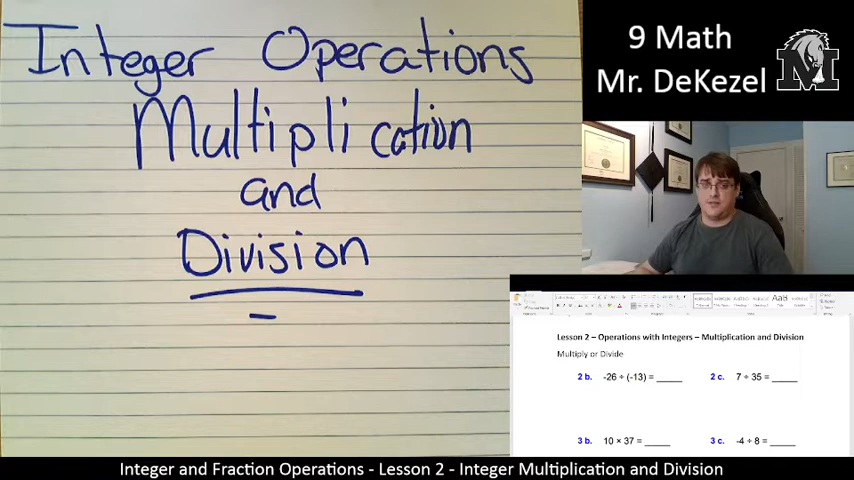 Integer Operations
Multiplication
and
Division
9 Math
Mr. DeKezel
M
Lesson 2 – Operations with Integers – Multiplication and Division
Multiply or Divide
2 b. -26 ÷ (-13) = _____
2 c. 7 ÷ 35 = _____
3 b. 10 × 37 = _____
3 c. -4 ÷ 8 = _____
Integer and Fraction Operations - Lesson 2 - Integer Multiplication and Division